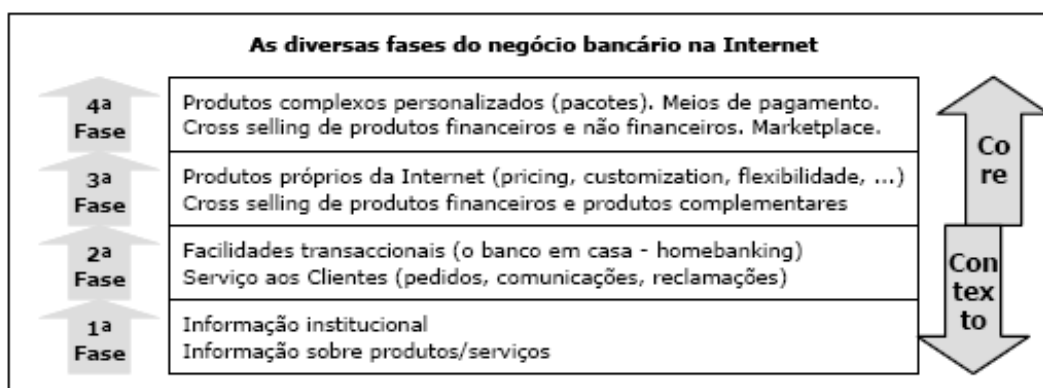 As diversas fases do negócio bancário na Internet
4ª
Fase
Produtos complexos personalizados (pacotes). Meios de pagamento.
Cross selling de produtos financeiros e não financeiros. Marketplace.
3ª
Fase
Produtos próprios da Internet (pricing, customization, flexibilidade, ...)
Cross selling de produtos financeiros e produtos complementares
Co
re
2ª
Fase
Facilidades transaccionais (o banco em casa - homebanking)
Serviço aos Clientes (pedidos, comunicações, reclamações)
1ª
Fase
Informação institucional
Informação sobre produtos/serviços
Con
tex
to